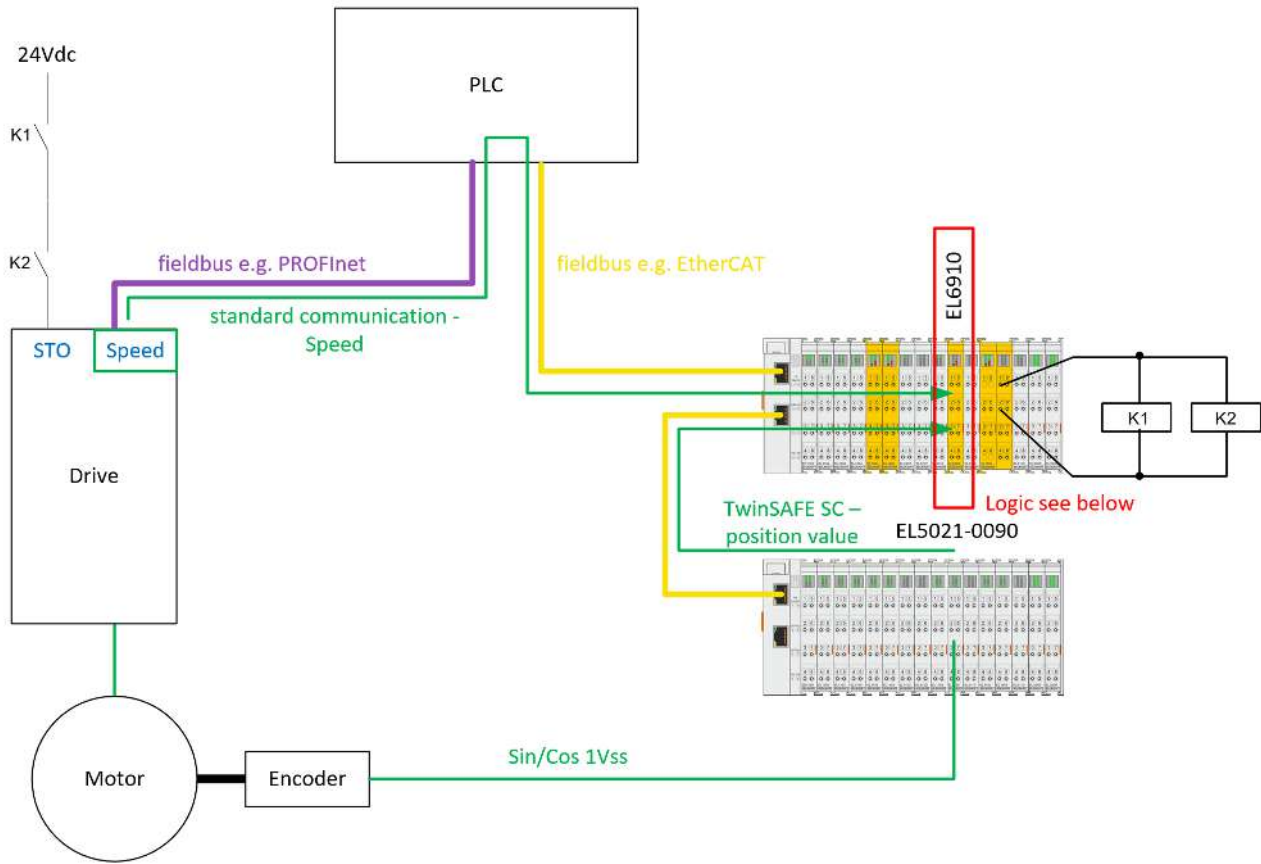 24Vdc
PLC
K1
K2
fieldbus e.g. PROFInet
fieldbus e.g. EtherCAT
EL6910
standard communication -
Speed
STO
Speed
Drive
K1
K2
TwinSAFE SC –
position value
Logic see below
EL5021-0090
Sin/Cos 1Vss
Motor
Encoder